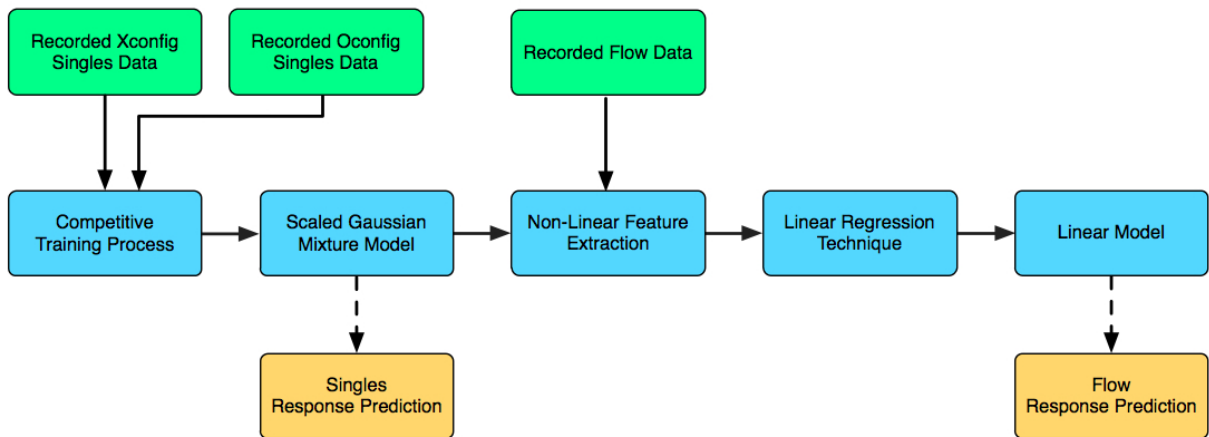 Recorded Xconfig
Singles Data
Recorded Oconfig
Singles Data
Recorded Flow Data
Competitive
Training Process
Scaled Gaussian
Mixture Model
Non-Linear Feature
Extraction
Linear Regression
Technique
Linear Model
Singles
Response Prediction
Flow
Response Prediction